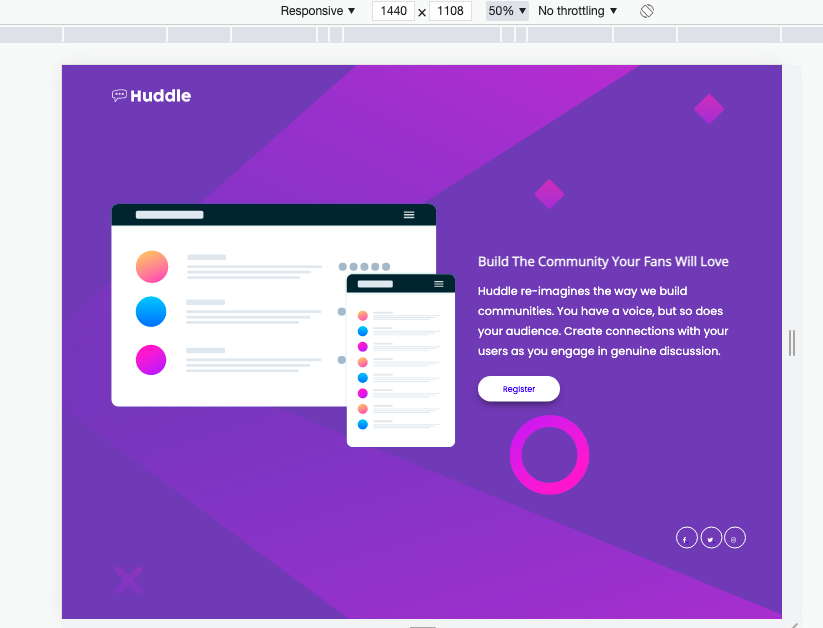 Responsive ▼ 1440 × 1108 50% ▼ No throttling ▼
Huddle
Build The Community Your Fans Will Love
Huddle re-imagines the way we build
communities. You have a voice, but so does
your audience. Create connections with your
users as you engage in genuine discussion.
Register